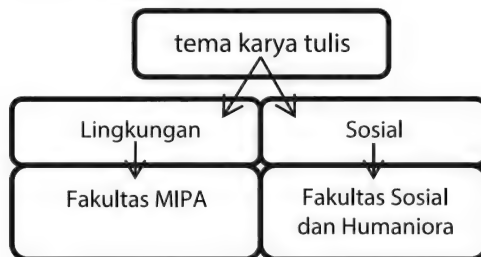 tema karya tulis
Lingkungan
Sosial
Fakultas MIPA
Fakultas Sosial
dan Humaniora